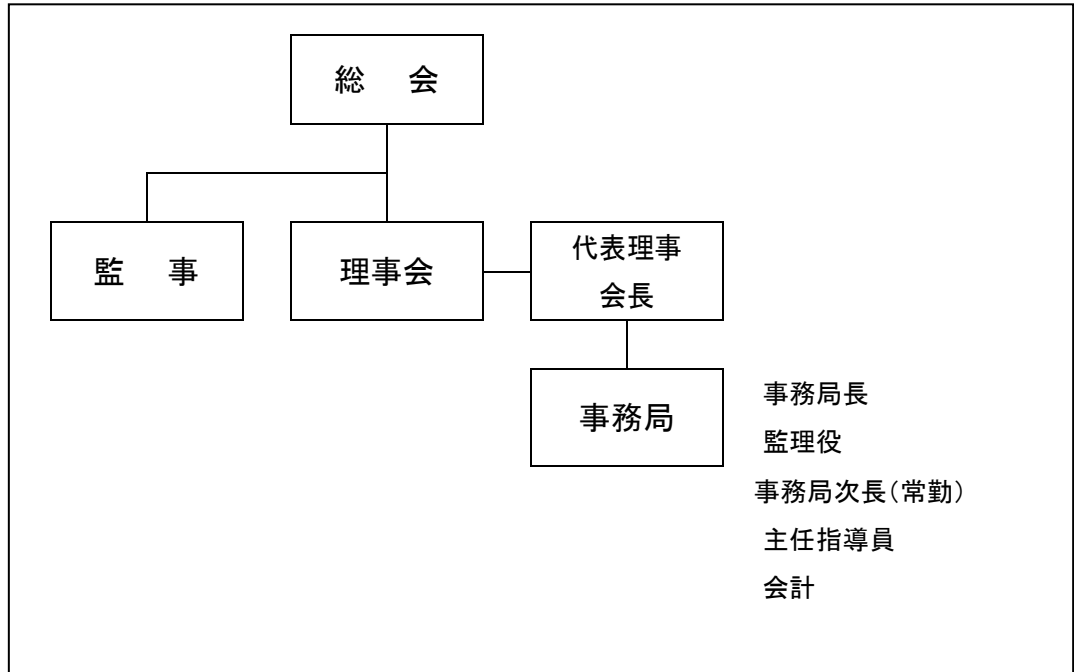 総　会
監　事
理事会
代表理事
会長
事務局
事務局長
監理役
事務局次長（常勤）
主任指導員
会計